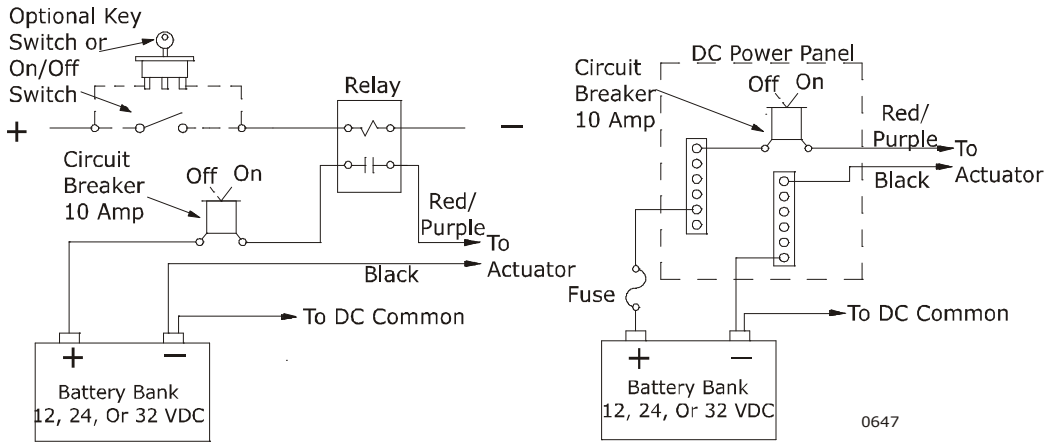 Optional Key
Switch or
On/Off
Switch
Relay
+
−
Circuit
Breaker
10 Amp
Off
On
Red/
Purple
To
Actuator
Black
To DC Common
+
−
Battery Bank
12, 24, Or 32 VDC
DC Power Panel
Circuit
Breaker
10 Amp
Off
On
Red/
Purple
To
Actuator
Black
Fuse
To DC Common
+
−
Battery Bank
12, 24, Or 32 VDC
0647